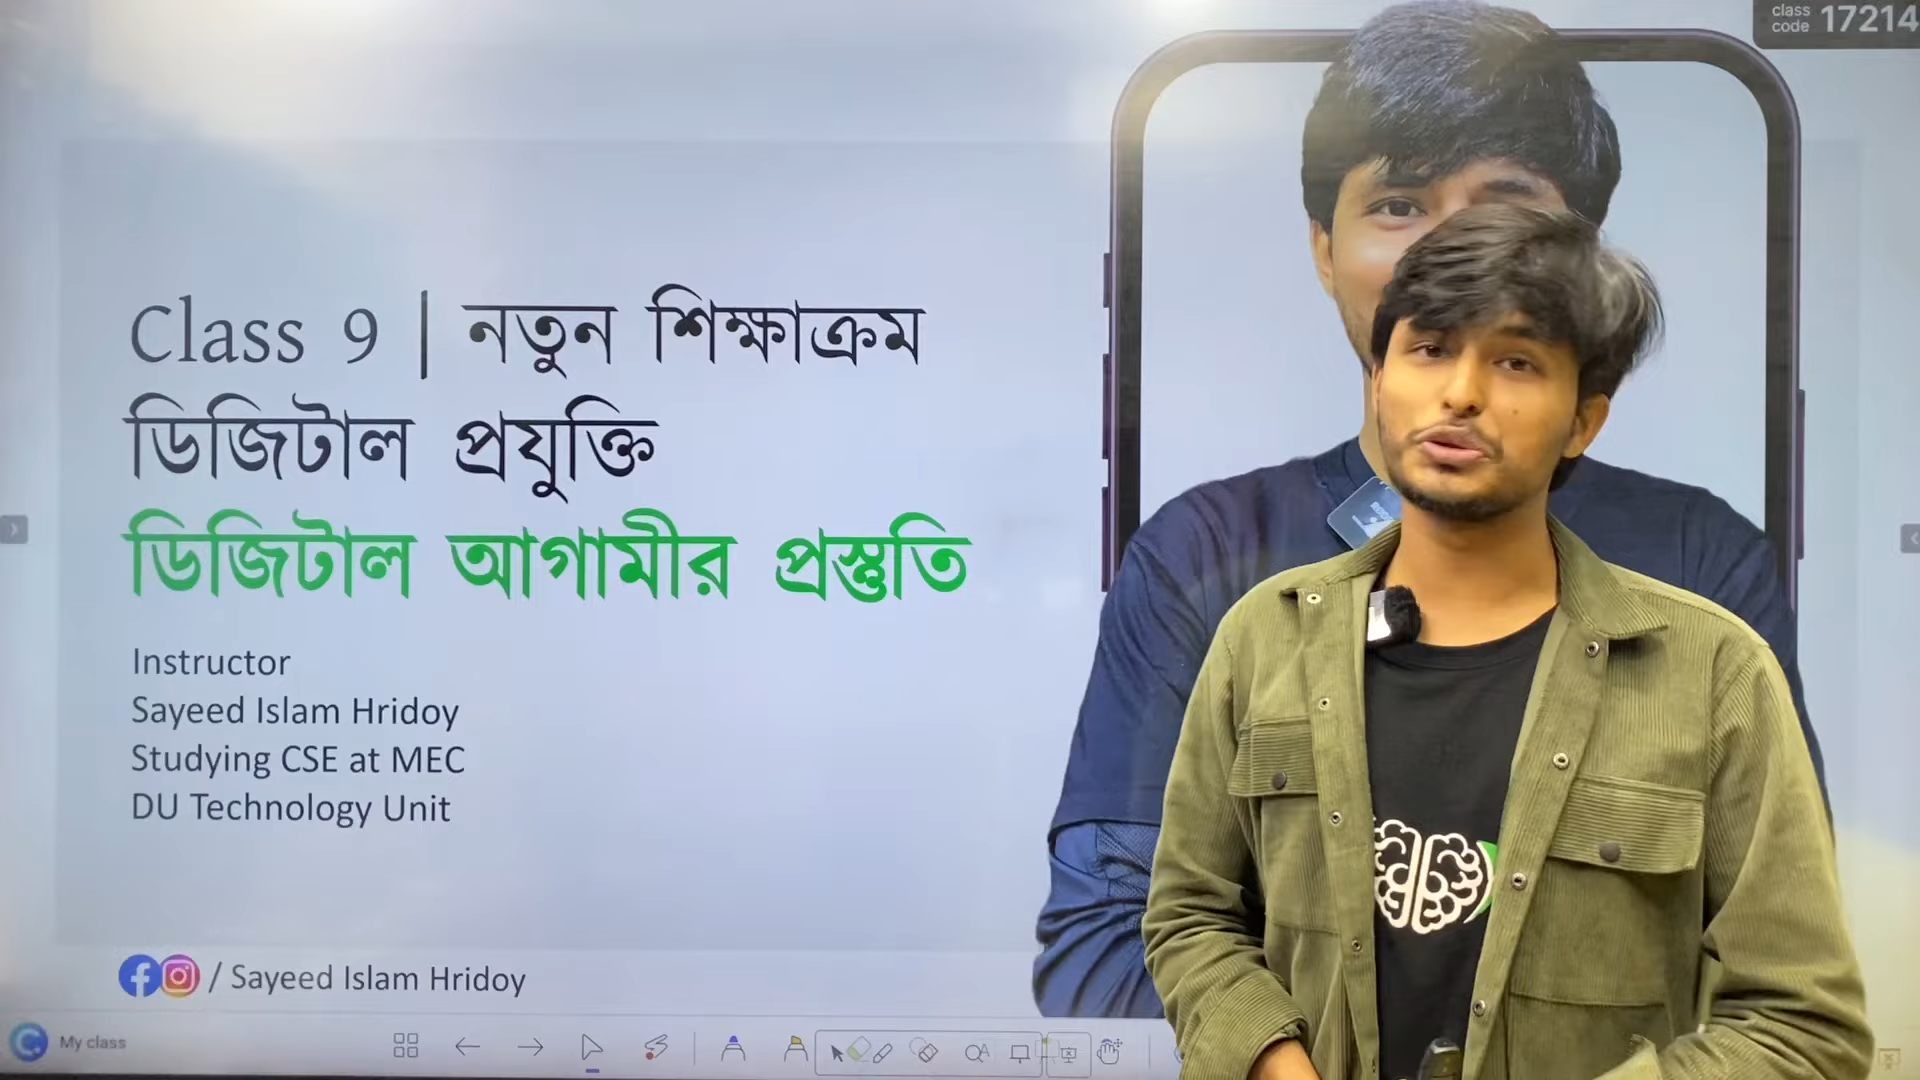 class
code 17214
Class 9 | নতুন শিক্ষাক্রম
ডিজিটাল প্রযুক্তি
ডিজিটাল আগামীর প্রস্তুতি
Instructor
Sayeed Islam Hridoy
Studying CSE at MEC
DU Technology Unit
/ Sayeed Islam Hridoy
My class